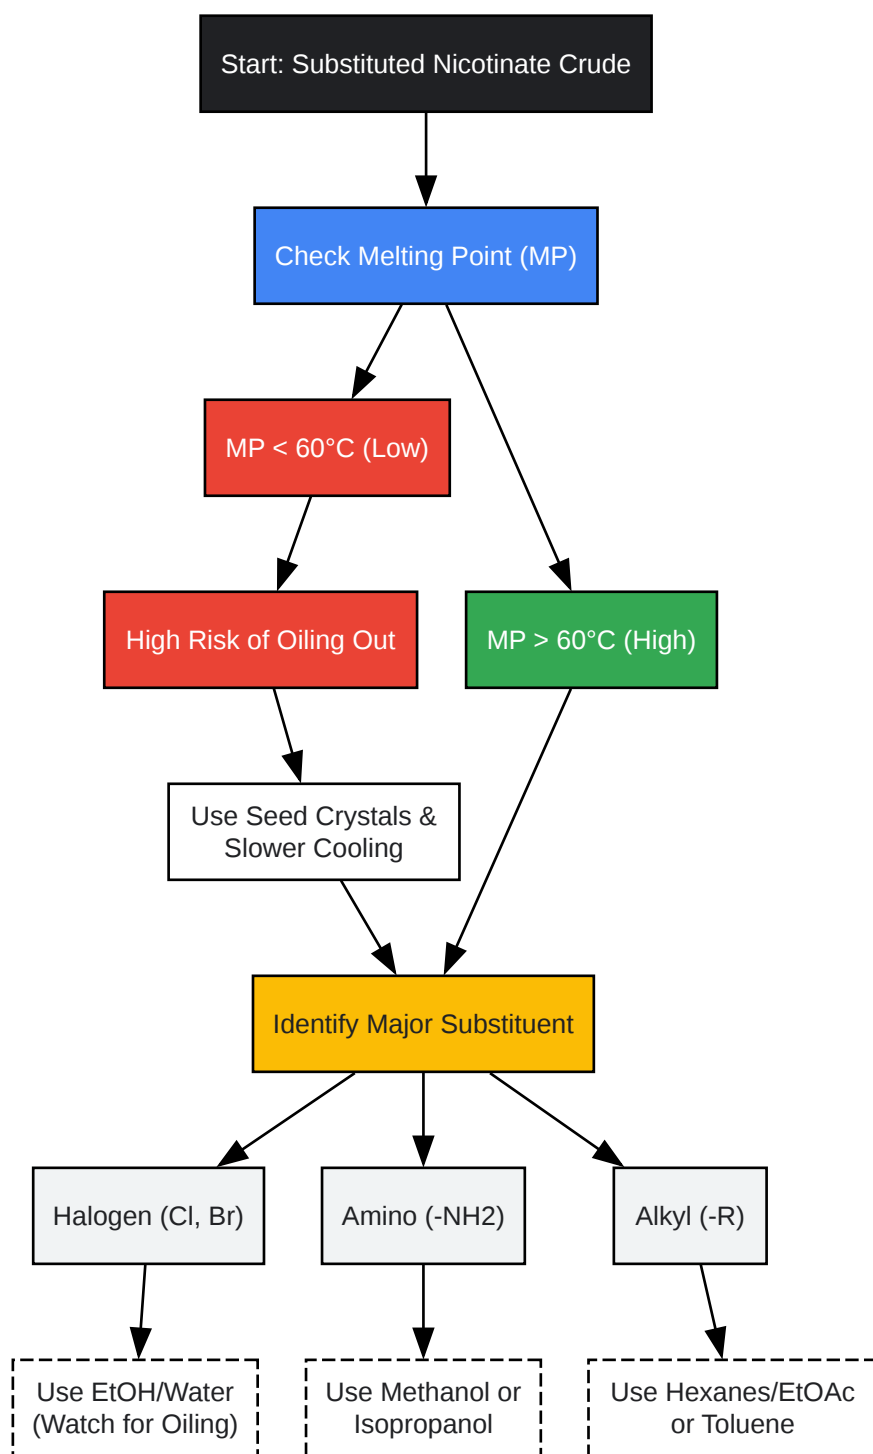 Start: Substituted Nicotinate Crude
Check Melting Point (MP)
MP < 60°C (Low)
High Risk of Oiling Out
MP > 60°C (High)
Use Seed Crystals &
Slower Cooling
Identify Major Substituent
Halogen (Cl, Br)
Amino (-NH2)
Alkyl (-R)
Use EtOH/Water
(Watch for Oiling)
Use Methanol or
Isopropanol
Use Hexanes/EtOAc
or Toluene